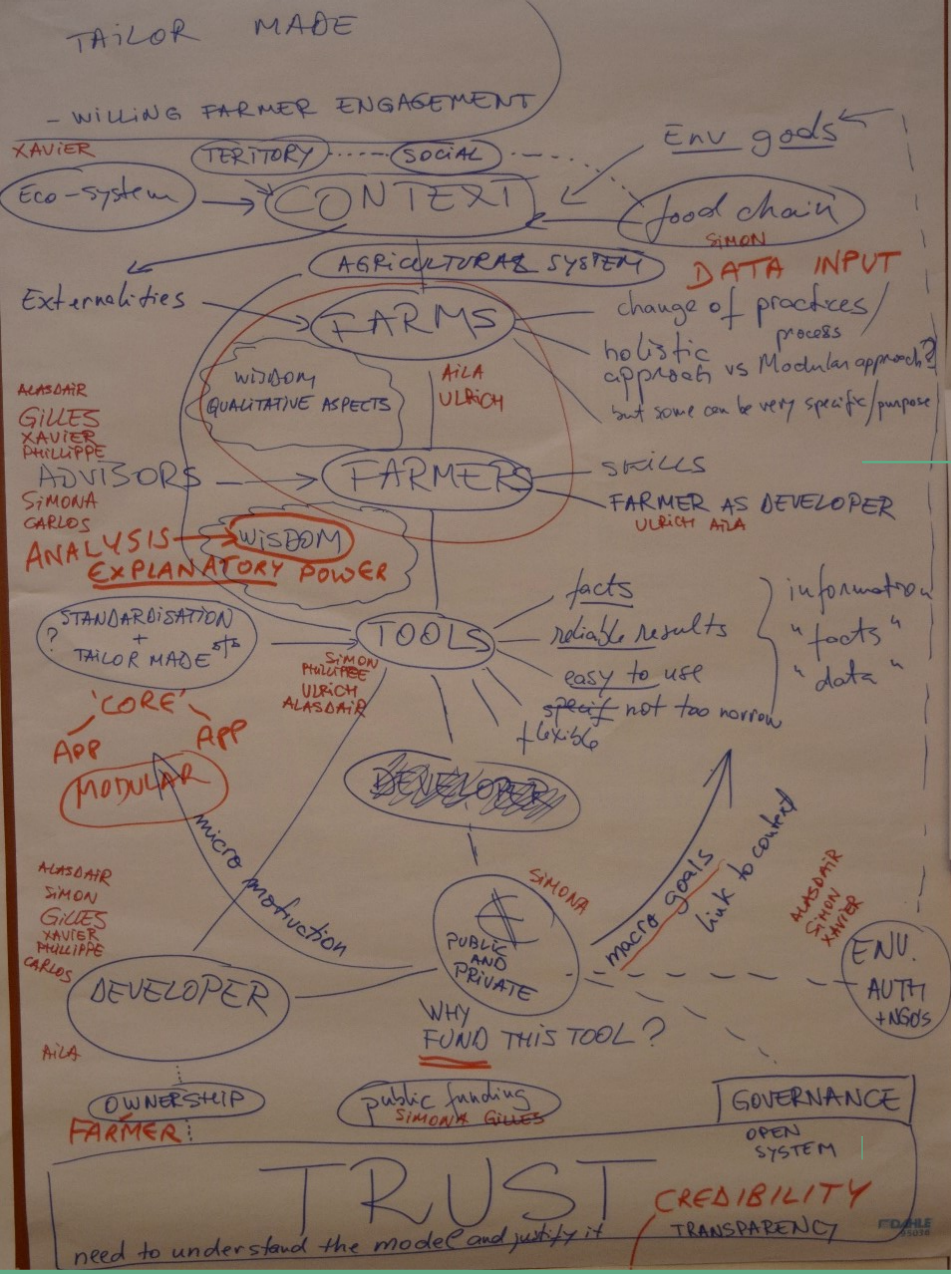 TAILOR MADE
- WILLING FARMER ENGAGEMENT
XAVIER
TERITORY
SOCIAL
Env gods
Eco-system
CONTEXT
food chain
SIMON
AGRICULTURAL SYSTEM
DATA INPUT
Externalities
FARMS
change of practices/
process
holistic
approach vs Modular approach?
but some can be very specific/purpose
WISDOM
QUALITATIVE ASPECTS
AILA
ULRICH
ALASDAIR
GILLES
XAVIER
PHILLIPPE
ADVISORS
FARMERS
SKILLS
FARMER AS DEVELOPER
ULRICH AILA
SIMONA
CARLOS
ANALYSIS
WISDOM
EXPLANATORY POWER
STANDARDISATION
? +
TAILOR MADE
TOOLS
facts
reliable results
easy to use
specif not too narrow
flexible
information
"facts"
"data"
SIMON
PHILLIPPE
ULRICH
ALASDAIR
'CORE'
APP
APP
MODULAR
DEVELOPER
micro motivution
macro goals
link to context
ALASDAIR
SIMON
XAVIER
SIMONA
€
PUBLIC
AND
PRIVATE
ENV.
AUTH
+NGO's
ALASDAIR
SIMON
GILLES
XAVIER
PHILLIPPE
CARLOS
DEVELOPER
WHY
FUND THIS TOOL?
AILA
OWNERSHIP
FARMER
public funding
SIMONA GILLES
GOVERNANCE
OPEN
SYSTEM
TRUST
CREDIBILITY
TRANSPARENCY
need to understand the model and justify it
DAHLE
95038